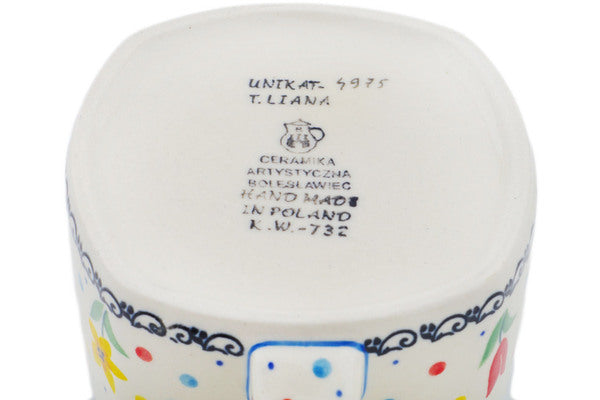 UNIKAT- 4975
T. LIANA
CERAMIKA
ARTYSTYCZNA
BOLESŁAWIEC
HAND MADE
IN POLAND
K.W.-732